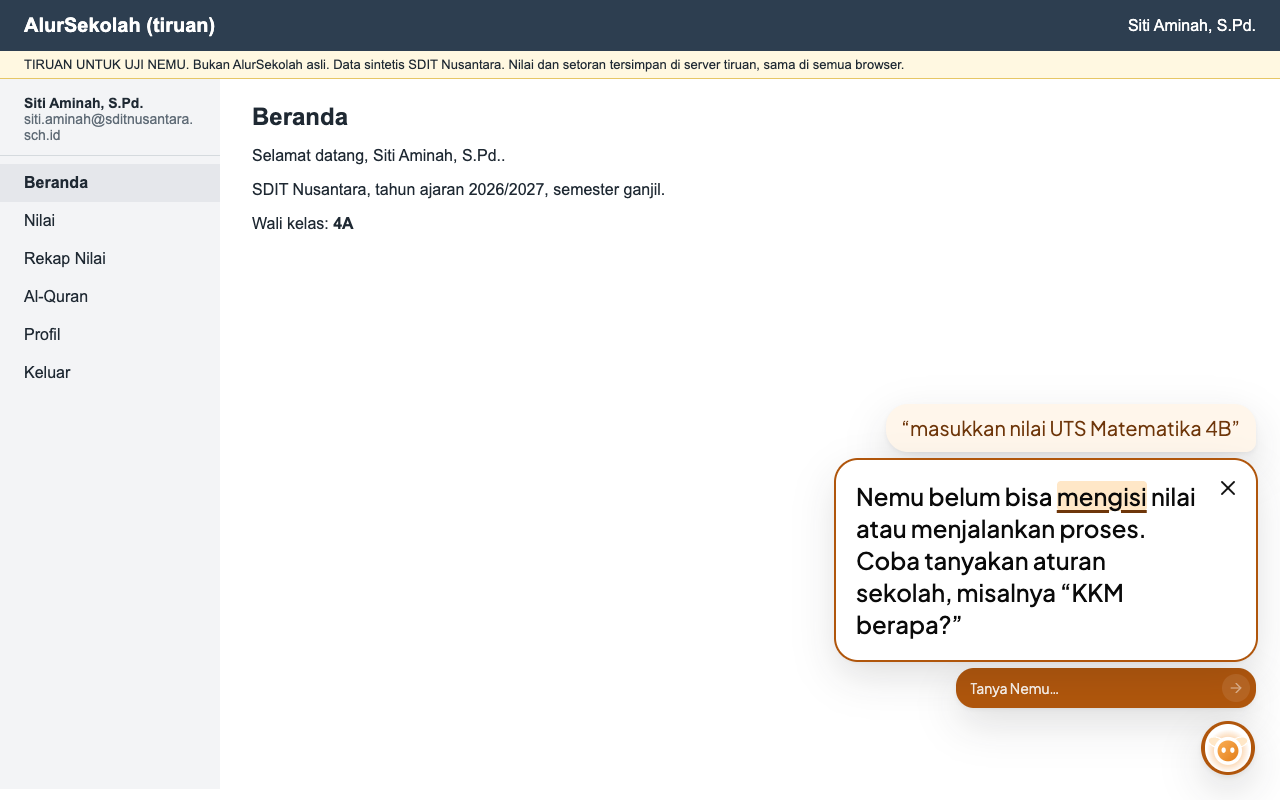 AlurSekolah (tiruan)
Siti Aminah, S.Pd.
TIRUAN UNTUK UJI NEMU. Bukan AlurSekolah asli. Data sintetis SDIT Nusantara. Nilai dan setoran tersimpan di server tiruan, sama di semua browser.
Siti Aminah, S.Pd.
siti.aminah@sditnusantara.
sch.id
Beranda
Nilai
Rekap Nilai
Al-Quran
Profil
Keluar
Beranda
Selamat datang, Siti Aminah, S.Pd..
SDIT Nusantara, tahun ajaran 2026/2027, semester ganjil.
Wali kelas: 4A
“masukkan nilai UTS Matematika 4B”
Nemu belum bisa mengisi nilai
atau menjalankan proses.
Coba tanyakan aturan
sekolah, misalnya “KKM
berapa?”
Tanya Nemu…